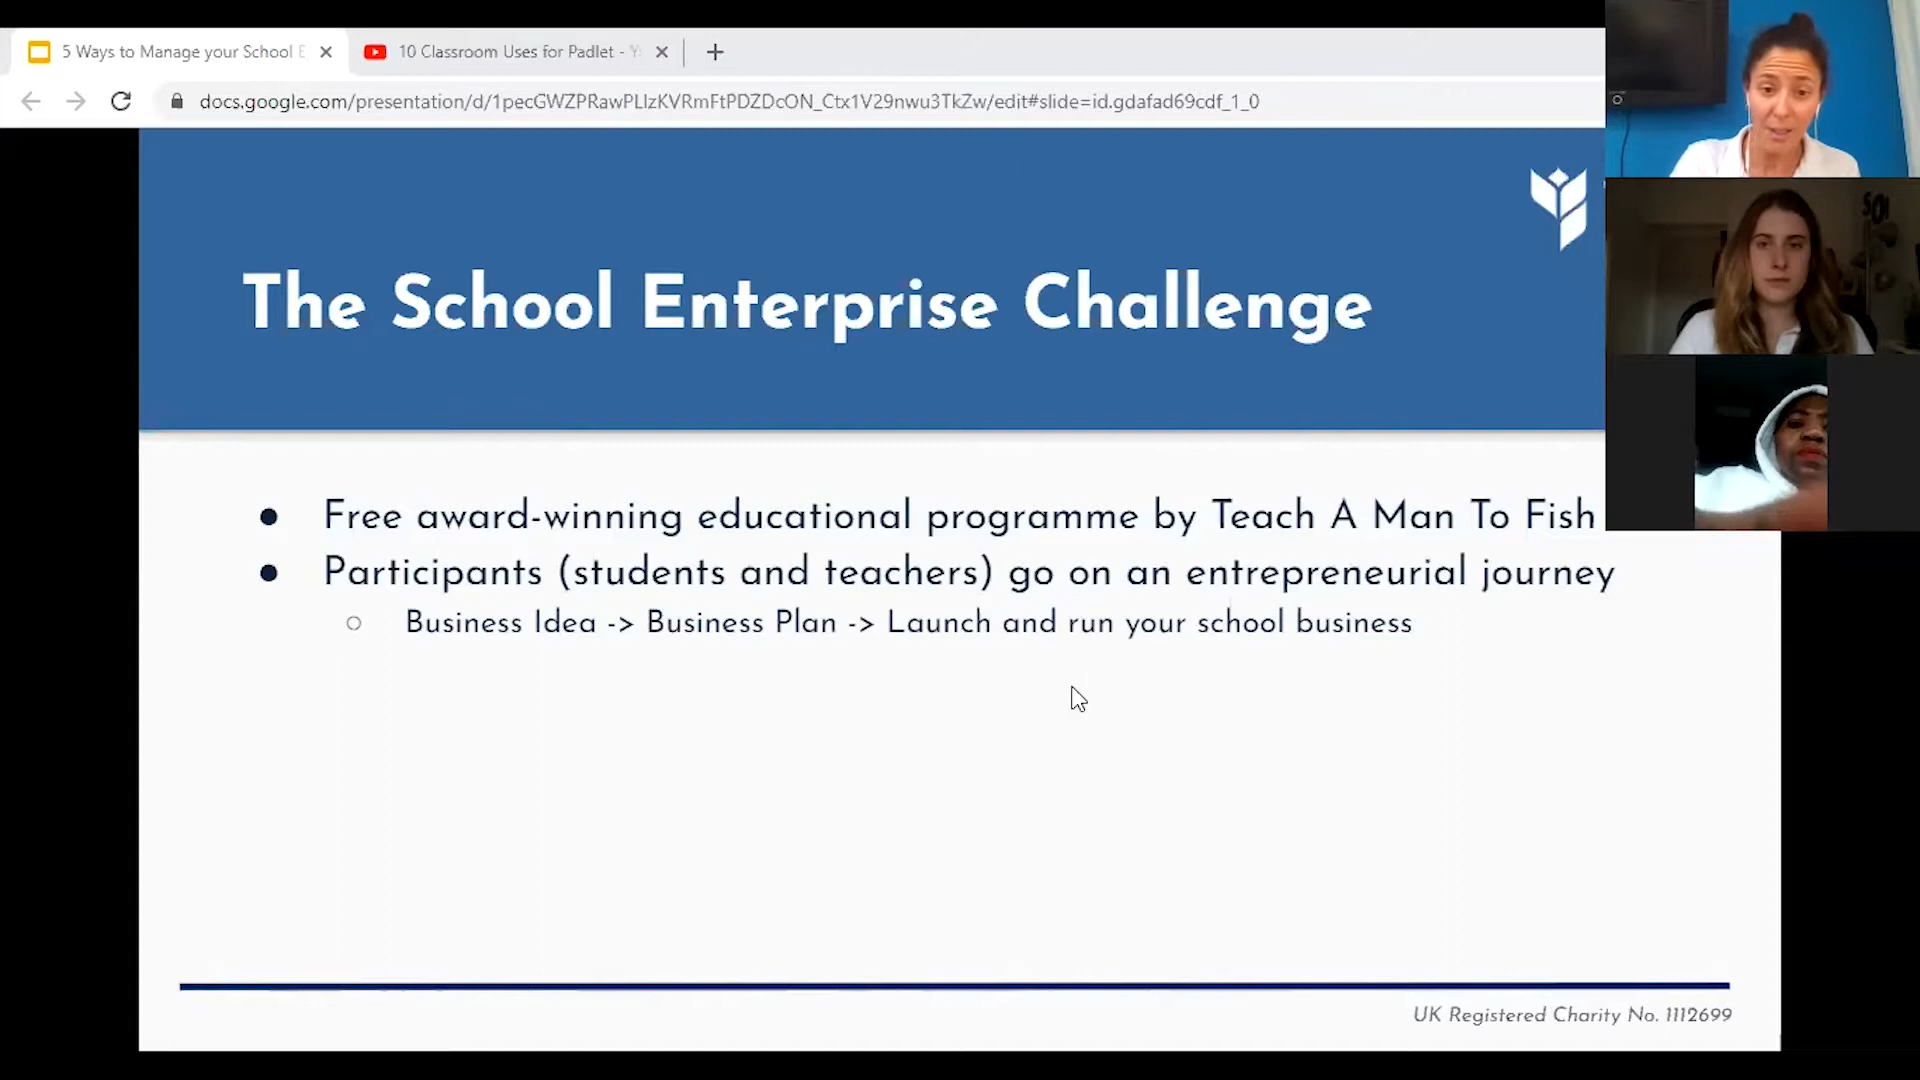 5 Ways to Manage your School E
10 Classroom Uses for Padlet - Y
docs.google.com/presentation/d/1pecGWZPRawPLIzKVRmFtPDZDcON_Ctx1V29nwu3TkZw/edit#slide=id.gdafad69cdf_1_0
The School Enterprise Challenge
● Free award-winning educational programme by Teach A Man To Fish
● Participants (students and teachers) go on an entrepreneurial journey
○ Business Idea -> Business Plan -> Launch and run your school business
UK Registered Charity No. 1112699